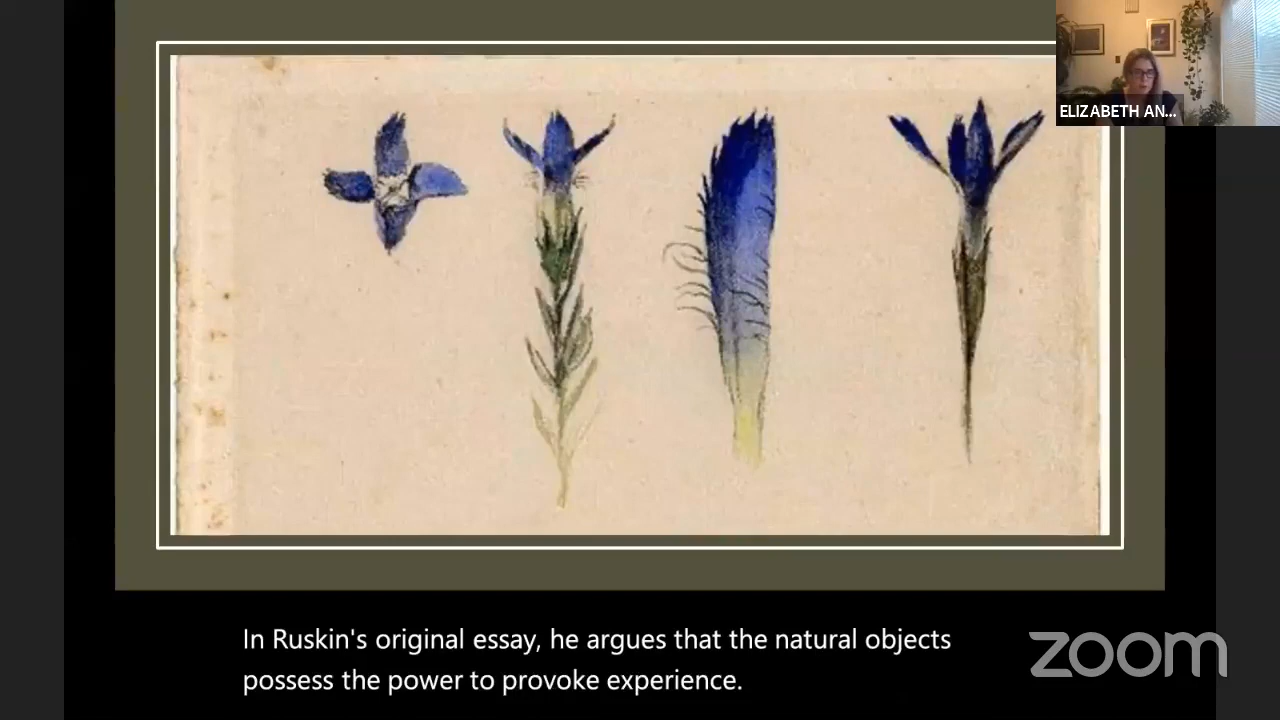 ELIZABETH AN...
In Ruskin's original essay, he argues that the natural objects
possess the power to provoke experience.
zoom